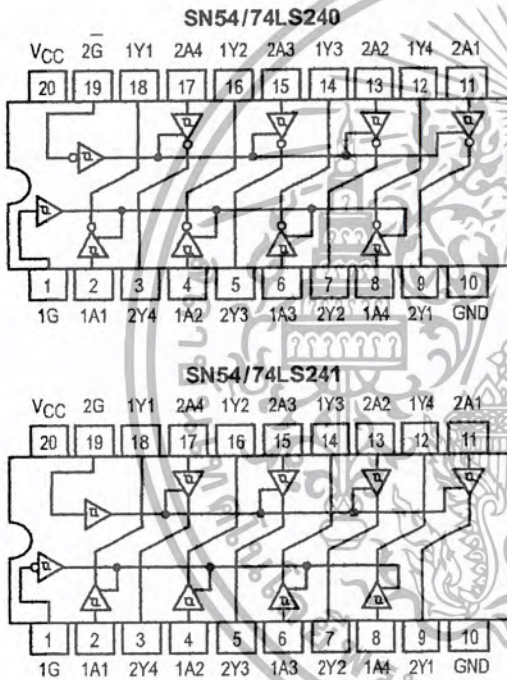 SN54/74LS240
VCC 2G̅ 1Y1 2A4 1Y2 2A3 1Y3 2A2 1Y4 2A1
20 19 18 17 16 15 14 13 12 11
1 2 3 4 5 6 7 8 9 10
1G 1A1 2Y4 1A2 2Y3 1A3 2Y2 1A4 2Y1 GND
SN54/74LS241
VCC 2G 1Y1 2A4 1Y2 2A3 1Y3 2A2 1Y4 2A1
20 19 18 17 16 15 14 13 12 11
1 2 3 4 5 6 7 8 9 10
1G 1A1 2Y4 1A2 2Y3 1A3 2Y2 1A4 2Y1 GND